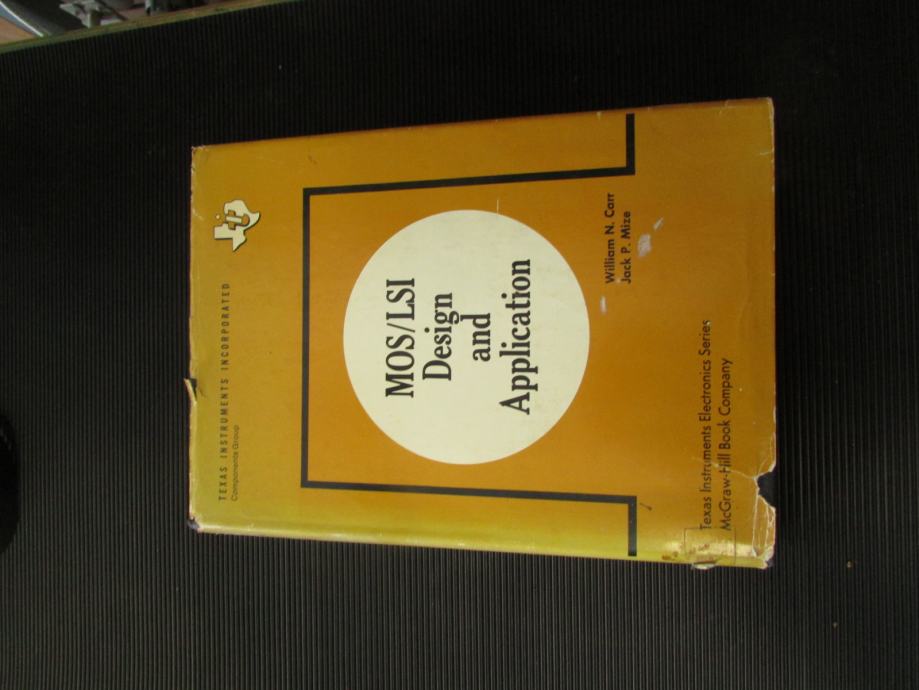 TEXAS INSTRUMENTS INCORPORATED
Components Group
MOS/LSI
Design
and
Application
William N. Carr
Jack P. Mize
Texas Instruments Electronics Series
McGraw-Hill Book Company